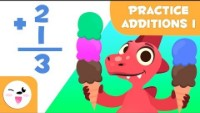 PRACTICE
ADDITIONS 1
2
+ 1
3